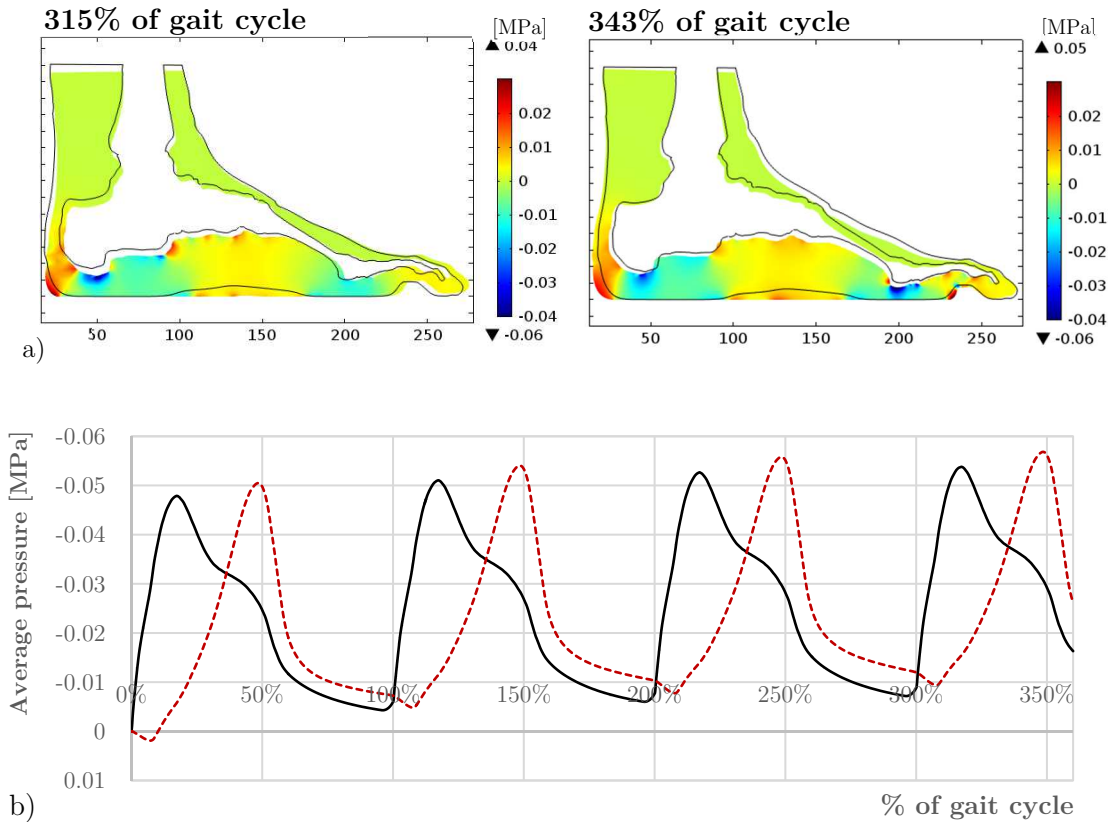 315% of gait cycle
343% of gait cycle
[MPa]
▲ 0.04
0.02
0.01
0
-0.01
-0.02
-0.03
-0.04
▼ -0.06
50 100 150 200 250
a)
[MPa]
▲ 0.05
0.02
0.01
0
-0.01
-0.02
-0.03
-0.04
▼ -0.06
50 100 150 200 250
Average pressure [MPa]
-0.06
-0.05
-0.04
-0.03
-0.02
-0.01
0
0.01
0% 50% 100% 150% 200% 250% 300% 350%
b)
% of gait cycle